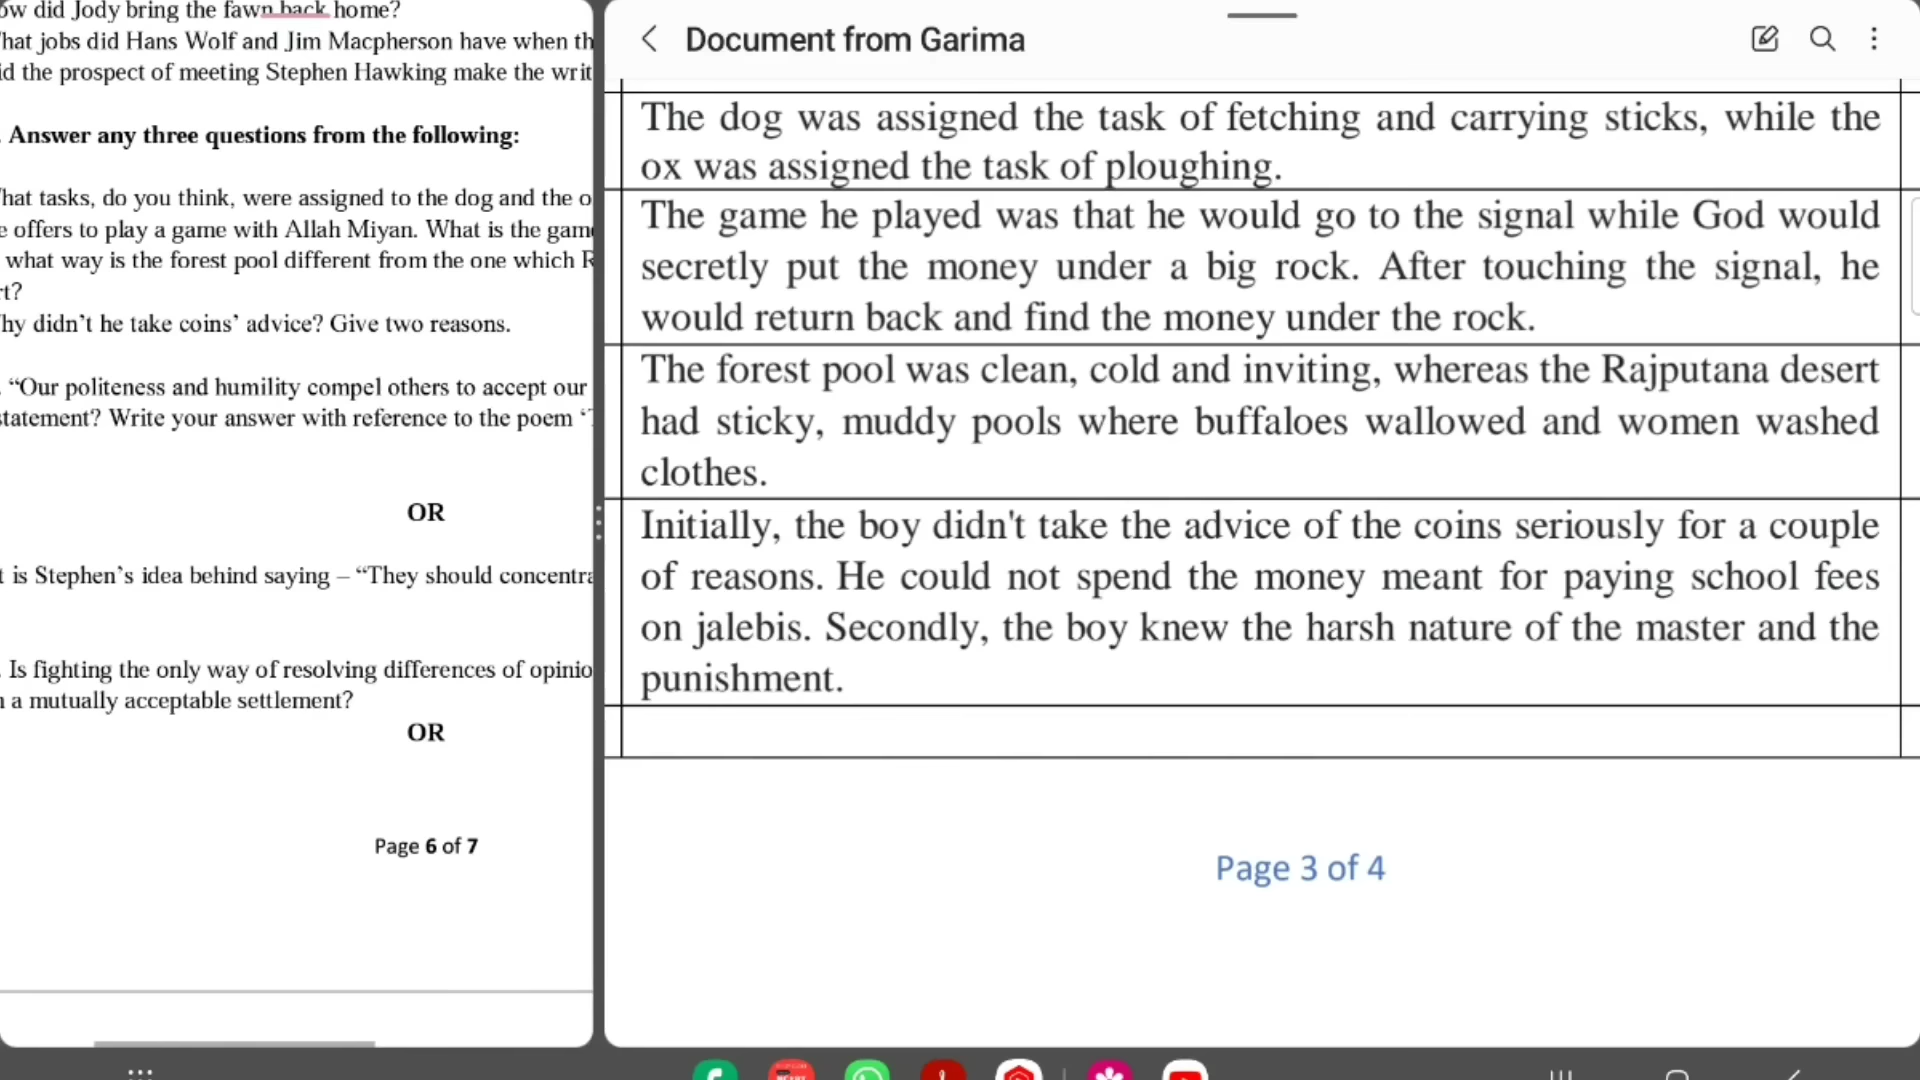 ow did Jody bring the fawn back home?
hat jobs did Hans Wolf and Jim Macpherson have when th
id the prospect of meeting Stephen Hawking make the writ
. Answer any three questions from the following:
hat tasks, do you think, were assigned to the dog and the o
e offers to play a game with Allah Miyan. What is the gam
what way is the forest pool different from the one which R
rt?
hy didn't he take coins' advice? Give two reasons.
. “Our politeness and humility compel others to accept our
statement? Write your answer with reference to the poem ‘
OR
t is Stephen's idea behind saying – “They should concentra
. Is fighting the only way of resolving differences of opinio
a mutually acceptable settlement?
OR
Page 6 of 7
Document from Garima
The dog was assigned the task of fetching and carrying sticks, while the
ox was assigned the task of ploughing.
The game he played was that he would go to the signal while God would
secretly put the money under a big rock. After touching the signal, he
would return back and find the money under the rock.
The forest pool was clean, cold and inviting, whereas the Rajputana desert
had sticky, muddy pools where buffaloes wallowed and women washed
clothes.
Initially, the boy didn't take the advice of the coins seriously for a couple
of reasons. He could not spend the money meant for paying school fees
on jalebis. Secondly, the boy knew the harsh nature of the master and the
punishment.
Page 3 of 4